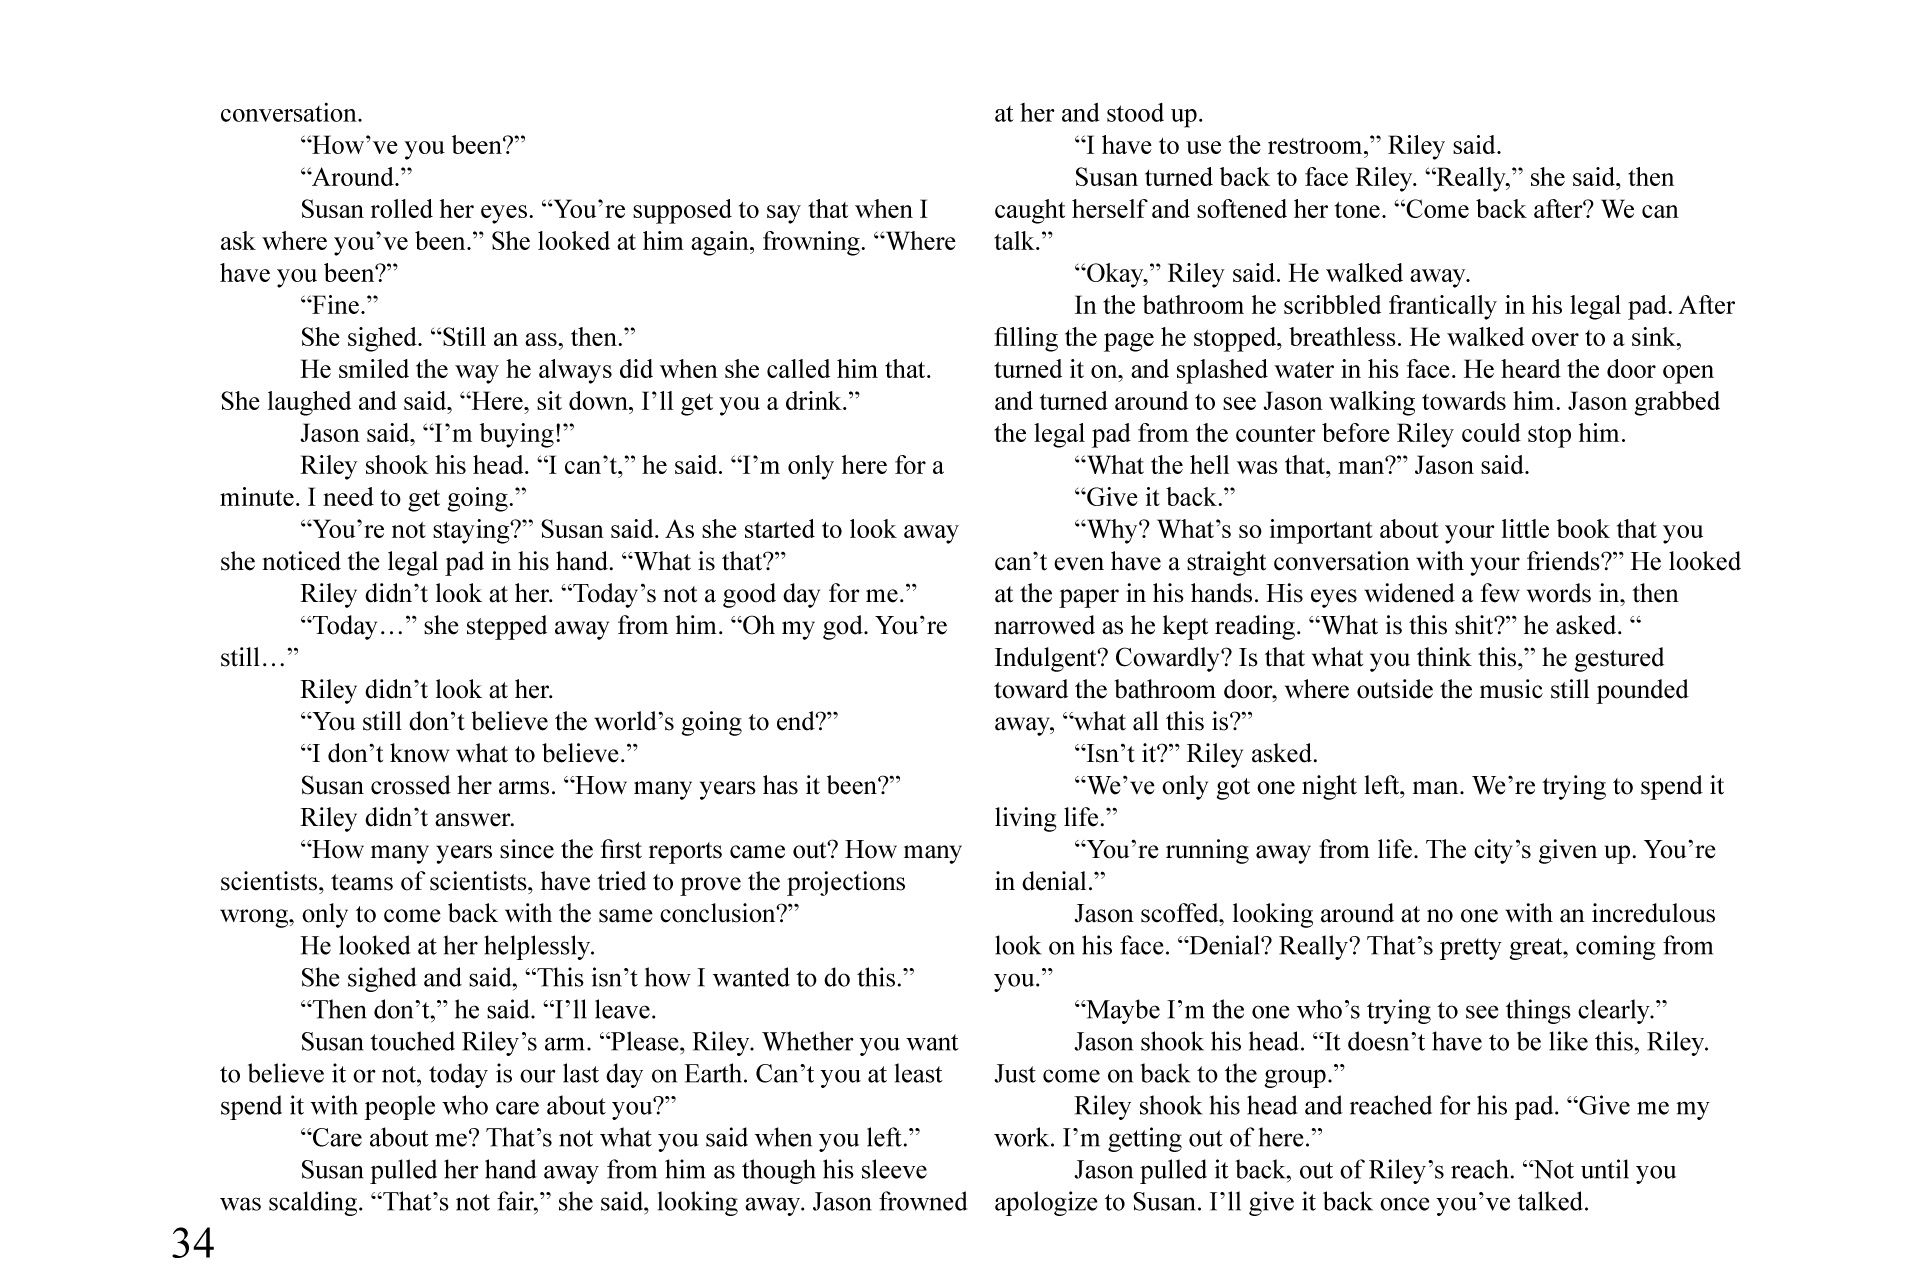 conversation.
“How’ve you been?”
“Around.”
Susan rolled her eyes. “You’re supposed to say that when I
ask where you’ve been.” She looked at him again, frowning. “Where
have you been?”
“Fine.”
She sighed. “Still an ass, then.”
He smiled the way he always did when she called him that.
She laughed and said, “Here, sit down, I’ll get you a drink.”
Jason said, “I’m buying!”
Riley shook his head. “I can’t,” he said. “I’m only here for a
minute. I need to get going.”
“You’re not staying?” Susan said. As she started to look away
she noticed the legal pad in his hand. “What is that?”
Riley didn’t look at her. “Today’s not a good day for me.”
“Today…” she stepped away from him. “Oh my god. You’re
still…”
Riley didn’t look at her.
“You still don’t believe the world’s going to end?”
“I don’t know what to believe.”
Susan crossed her arms. “How many years has it been?”
Riley didn’t answer.
“How many years since the first reports came out? How many
scientists, teams of scientists, have tried to prove the projections
wrong, only to come back with the same conclusion?”
He looked at her helplessly.
She sighed and said, “This isn’t how I wanted to do this.”
“Then don’t,” he said. “I’ll leave.
Susan touched Riley’s arm. “Please, Riley. Whether you want
to believe it or not, today is our last day on Earth. Can’t you at least
spend it with people who care about you?”
“Care about me? That’s not what you said when you left.”
Susan pulled her hand away from him as though his sleeve
was scalding. “That’s not fair,” she said, looking away. Jason frowned
at her and stood up.
“I have to use the restroom,” Riley said.
Susan turned back to face Riley. “Really,” she said, then
caught herself and softened her tone. “Come back after? We can
talk.”
“Okay,” Riley said. He walked away.
In the bathroom he scribbled frantically in his legal pad. After
filling the page he stopped, breathless. He walked over to a sink,
turned it on, and splashed water in his face. He heard the door open
and turned around to see Jason walking towards him. Jason grabbed
the legal pad from the counter before Riley could stop him.
“What the hell was that, man?” Jason said.
“Give it back.”
“Why? What’s so important about your little book that you
can’t even have a straight conversation with your friends?” He looked
at the paper in his hands. His eyes widened a few words in, then
narrowed as he kept reading. “What is this shit?” he asked. “
Indulgent? Cowardly? Is that what you think this,” he gestured
toward the bathroom door, where outside the music still pounded
away, “what all this is?”
“Isn’t it?” Riley asked.
“We’ve only got one night left, man. We’re trying to spend it
living life.”
“You’re running away from life. The city’s given up. You’re
in denial.”
Jason scoffed, looking around at no one with an incredulous
look on his face. “Denial? Really? That’s pretty great, coming from
you.”
“Maybe I’m the one who’s trying to see things clearly.”
Jason shook his head. “It doesn’t have to be like this, Riley.
Just come on back to the group.”
Riley shook his head and reached for his pad. “Give me my
work. I’m getting out of here.”
Jason pulled it back, out of Riley’s reach. “Not until you
apologize to Susan. I’ll give it back once you’ve talked.
34